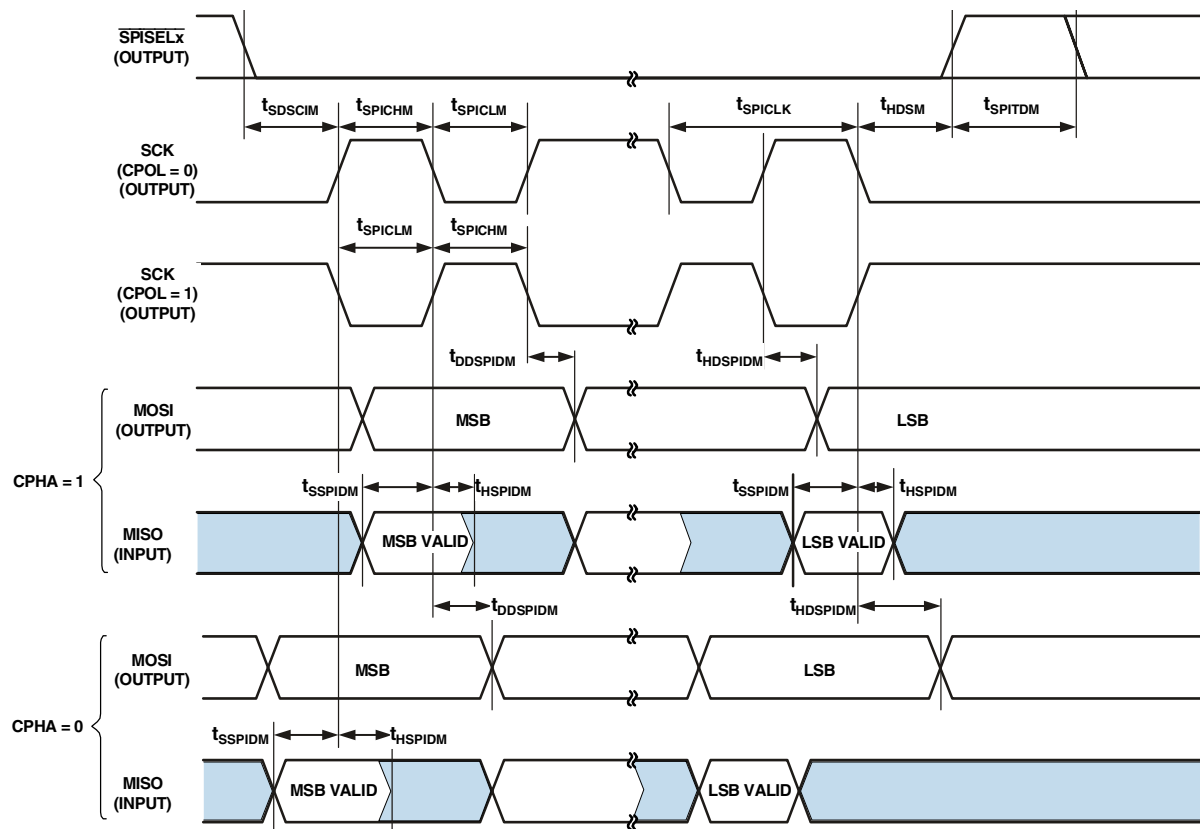 SPISELx
(OUTPUT)
tSDSCIM
tSPICHM
tSPICLM
tSPICLK
tHDSM
tSPITDM
SCK
(CPOL = 0)
(OUTPUT)
tSPICLM
tSPICHM
SCK
(CPOL = 1)
(OUTPUT)
tDDSPIDM
tHDSPIDM
CPHA = 1
MOSI
(OUTPUT)
MSB
LSB
tSSPIDM
tHSPIDM
tSSPIDM
tHSPIDM
MISO
(INPUT)
MSB VALID
LSB VALID
tDDSPIDM
tHDSPIDM
CPHA = 0
MOSI
(OUTPUT)
MSB
LSB
tSSPIDM
tHSPIDM
MISO
(INPUT)
MSB VALID
LSB VALID